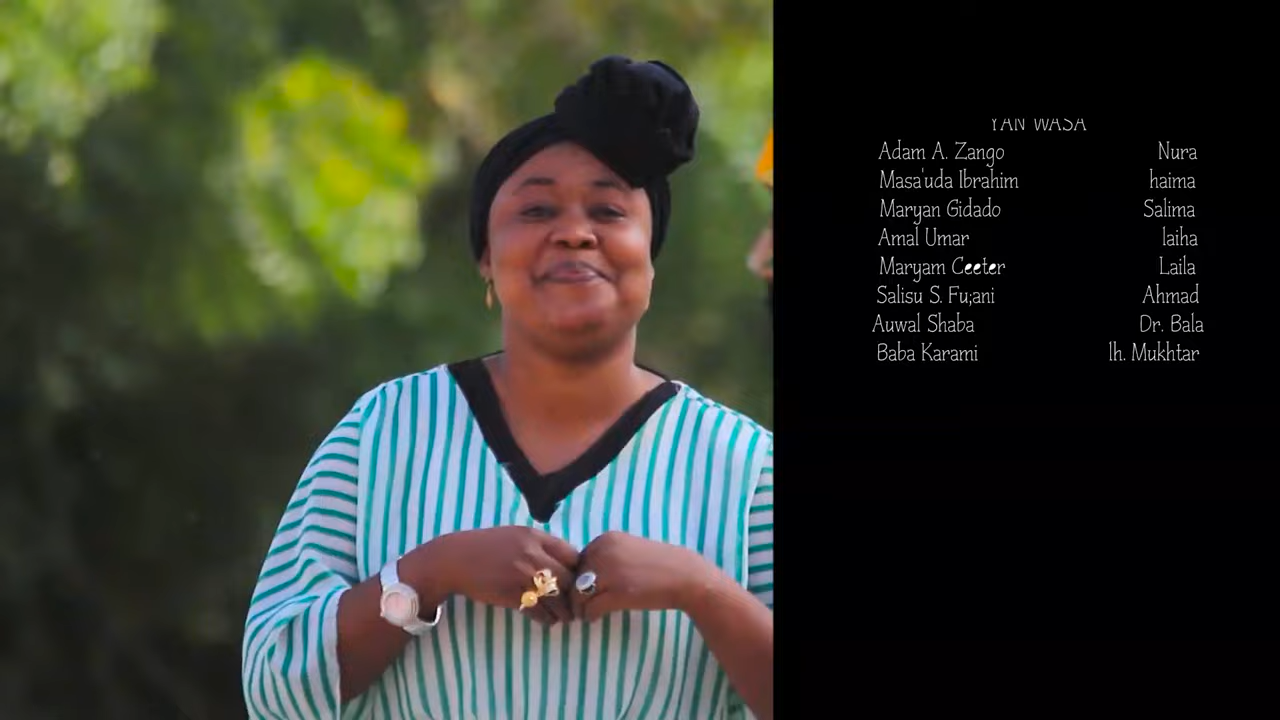 YAN WASA
Adam A. Zango Nura
Masa'uda Ibrahim haima
Maryan Gidado Salima
Amal Umar laiha
Maryam Ceeter Laila
Salisu S. Fu;ani Ahmad
Auwal Shaba Dr. Bala
Baba Karami lh. Mukhtar